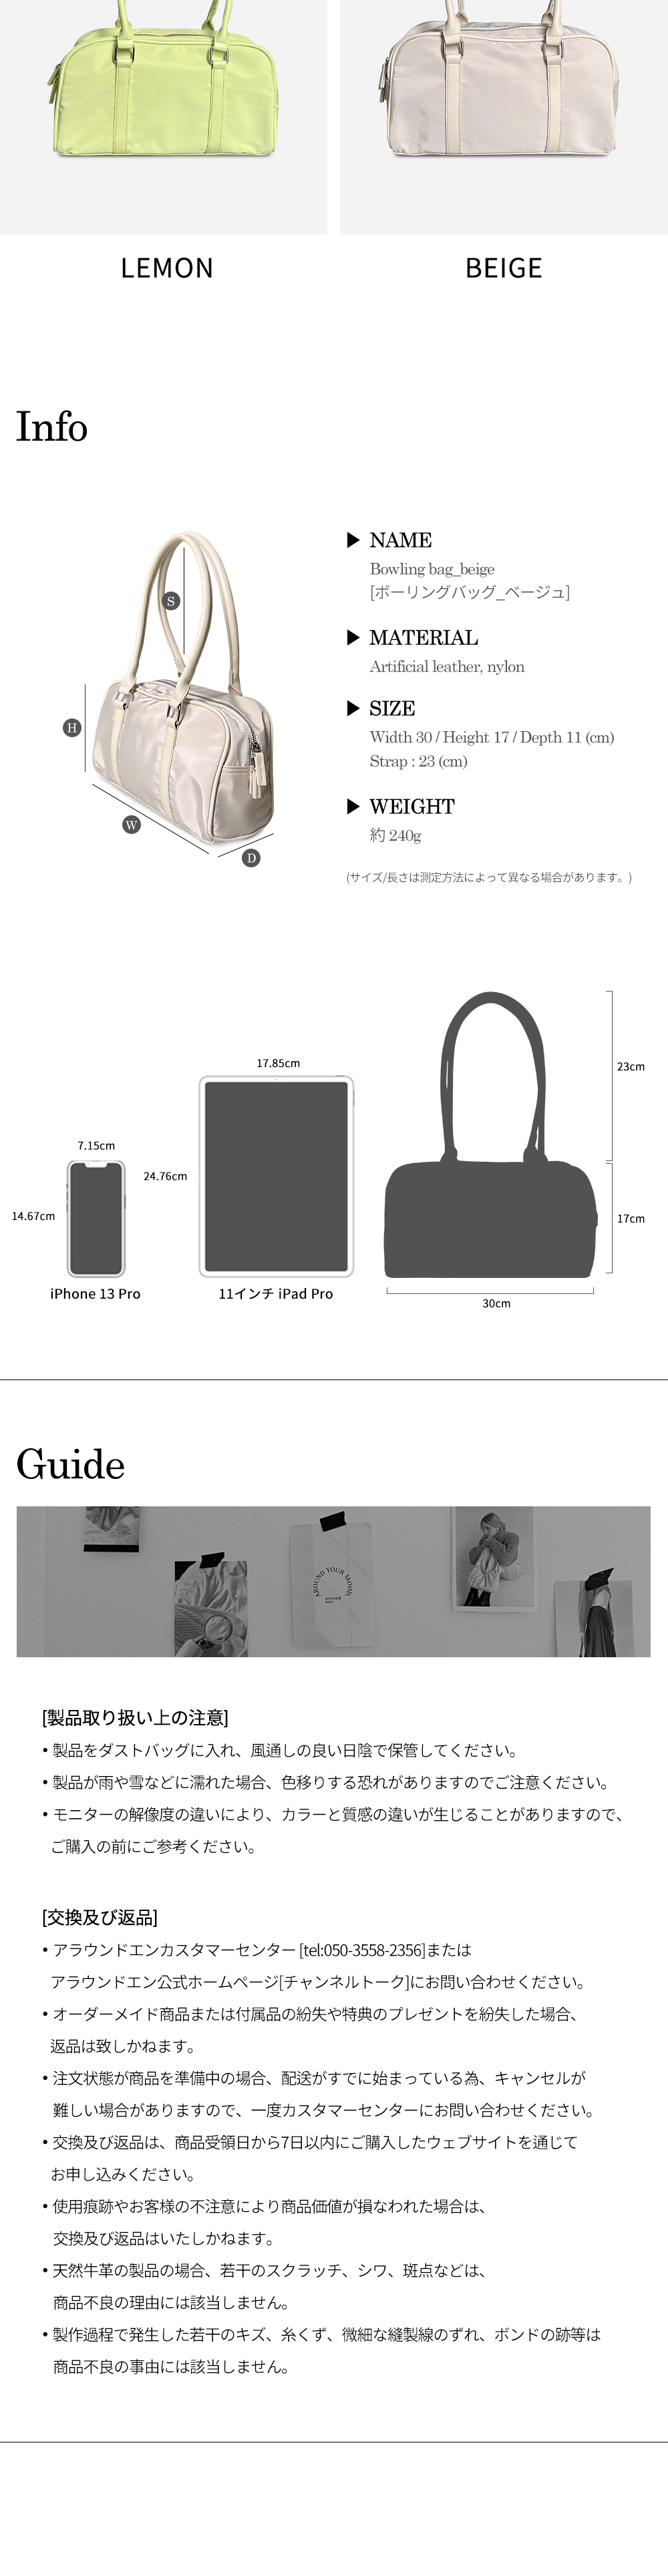 LEMON
BEIGE
Info
S
H
W
D
▶ NAME
Bowling bag_beige
[ボーリングバッグ_ベージュ]
▶ MATERIAL
Artificial leather, nylon
▶ SIZE
Width 30 / Height 17 / Depth 11 (cm)
Strap : 23 (cm)
▶ WEIGHT
約 240g
(サイズ/長さは測定方法によって異なる場合があります。)
7.15cm
14.67cm
iPhone 13 Pro
17.85cm
24.76cm
11インチ iPad Pro
23cm
17cm
30cm
Guide
AROUND YOUR MOOD,
around
[製品取り扱い上の注意]
• 製品をダストバッグに入れ、風通しの良い日陰で保管してください。
• 製品が雨や雪などに濡れた場合、色移りする恐れがありますのでご注意ください。
• モニターの解像度の違いにより、カラーと質感の違いが生じることがありますので、
ご購入の前にご参考ください。
[交換及び返品]
• アラウンドエンカスタマーセンター [tel:050-3558-2356]または
アラウンドエン公式ホームページ[チャンネルトーク]にお問い合わせください。
• オーダーメイド商品または付属品の紛失や特典のプレゼントを紛失した場合、
返品は致しかねます。
• 注文状態が商品を準備中の場合、配送がすでに始まっている為、キャンセルが
難しい場合がありますので、一度カスタマーセンターにお問い合わせください。
• 交換及び返品は、商品受領日から7日以内にご購入したウェブサイトを通じて
お申し込みください。
• 使用痕跡やお客様の不注意により商品価値が損なわれた場合は、
交換及び返品はいたしかねます。
• 天然牛革の製品の場合、若干のスクラッチ、シワ、斑点などは、
商品不良の理由には該当しません。
• 製作過程で発生した若干のキズ、糸くず、微細な縫製線のずれ、ボンドの跡等は
商品不良の事由には該当しません。